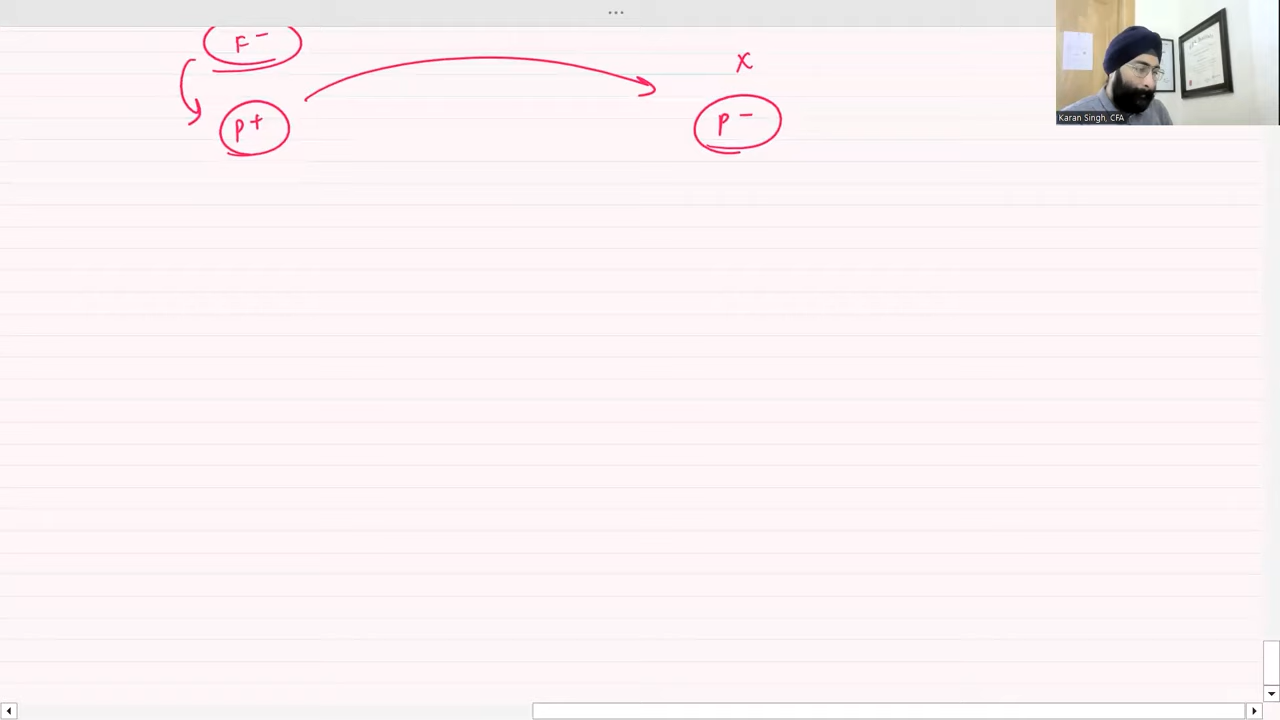 F -
x
P + P -
Karan Singh, CFA